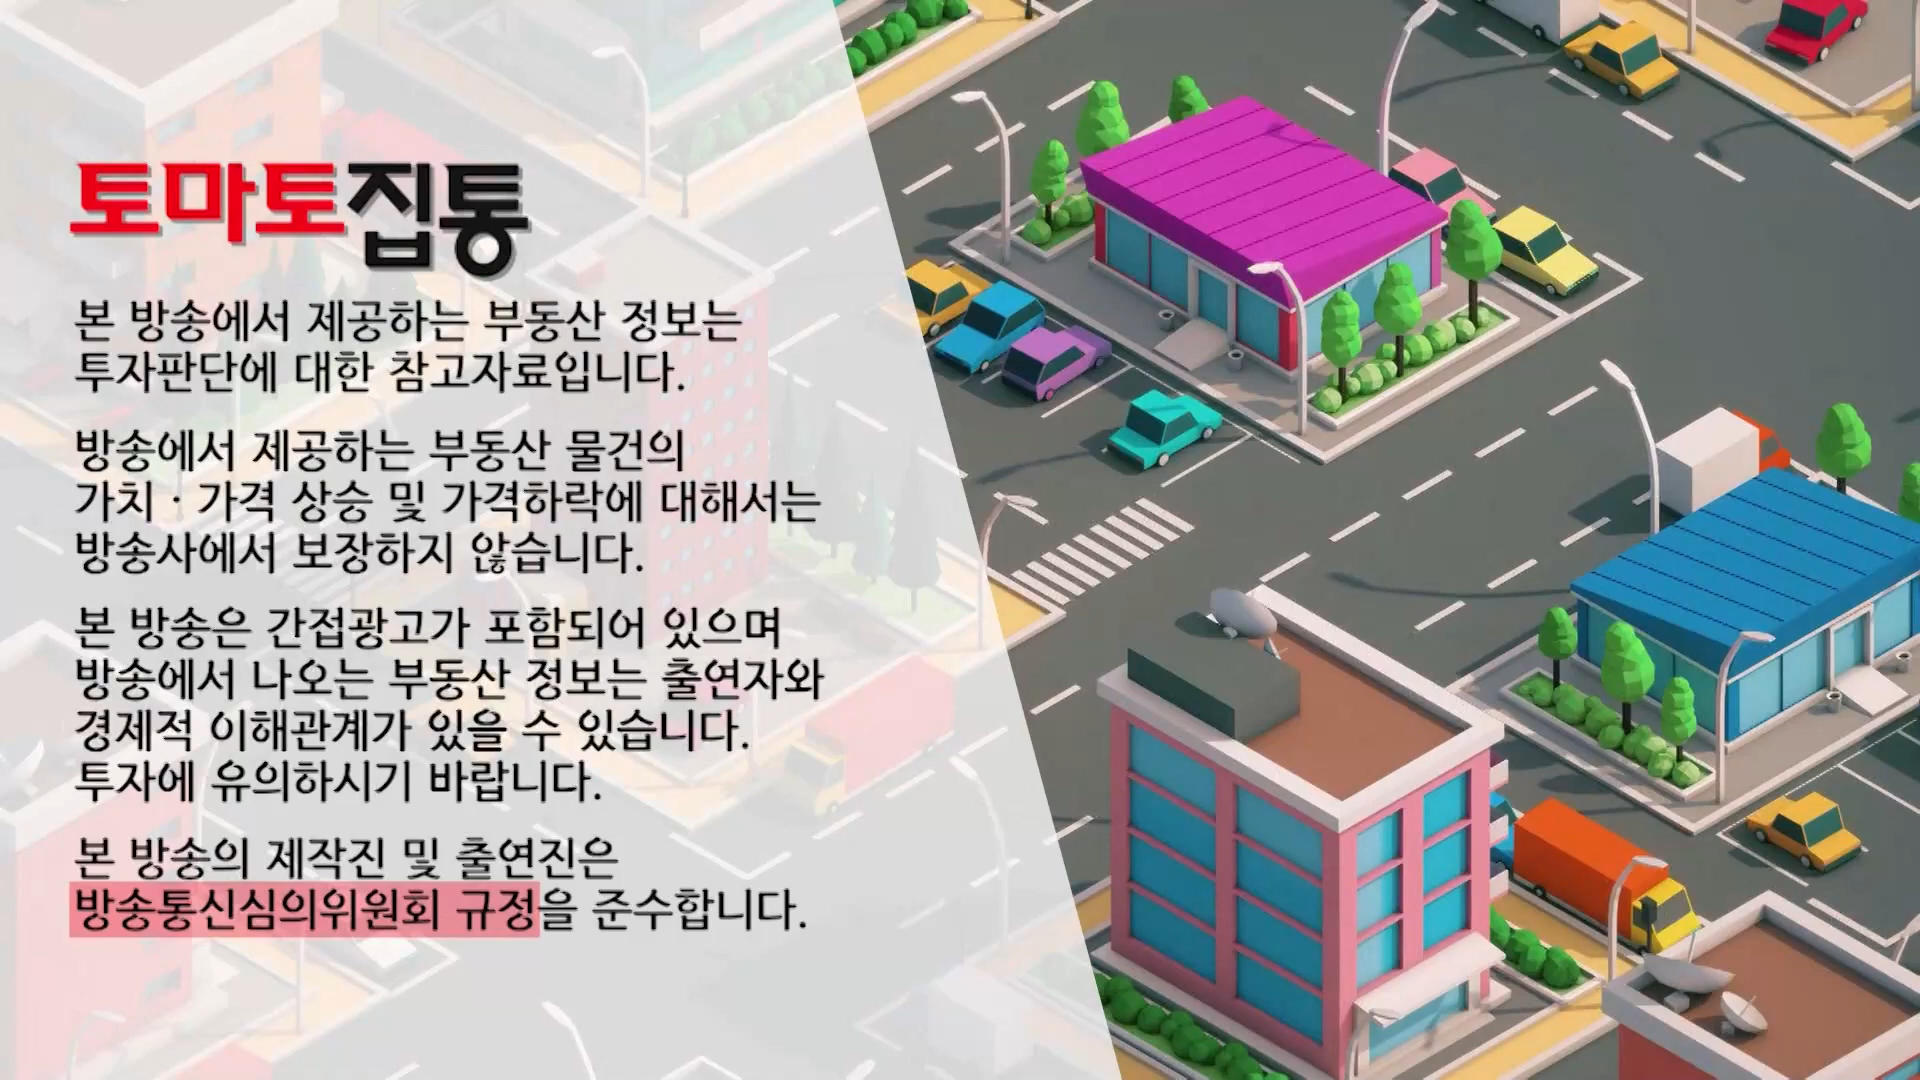 토마토집통
본 방송에서 제공하는 부동산 정보는
투자판단에 대한 참고자료입니다.
방송에서 제공하는 부동산 물건의
가치 · 가격 상승 및 가격하락에 대해서는
방송사에서 보장하지 않습니다.
본 방송은 간접광고가 포함되어 있으며
방송에서 나오는 부동산 정보는 출연자와
경제적 이해관계가 있을 수 있습니다.
투자에 유의하시기 바랍니다.
본 방송의 제작진 및 출연진은
방송통신심의위원회 규정을 준수합니다.